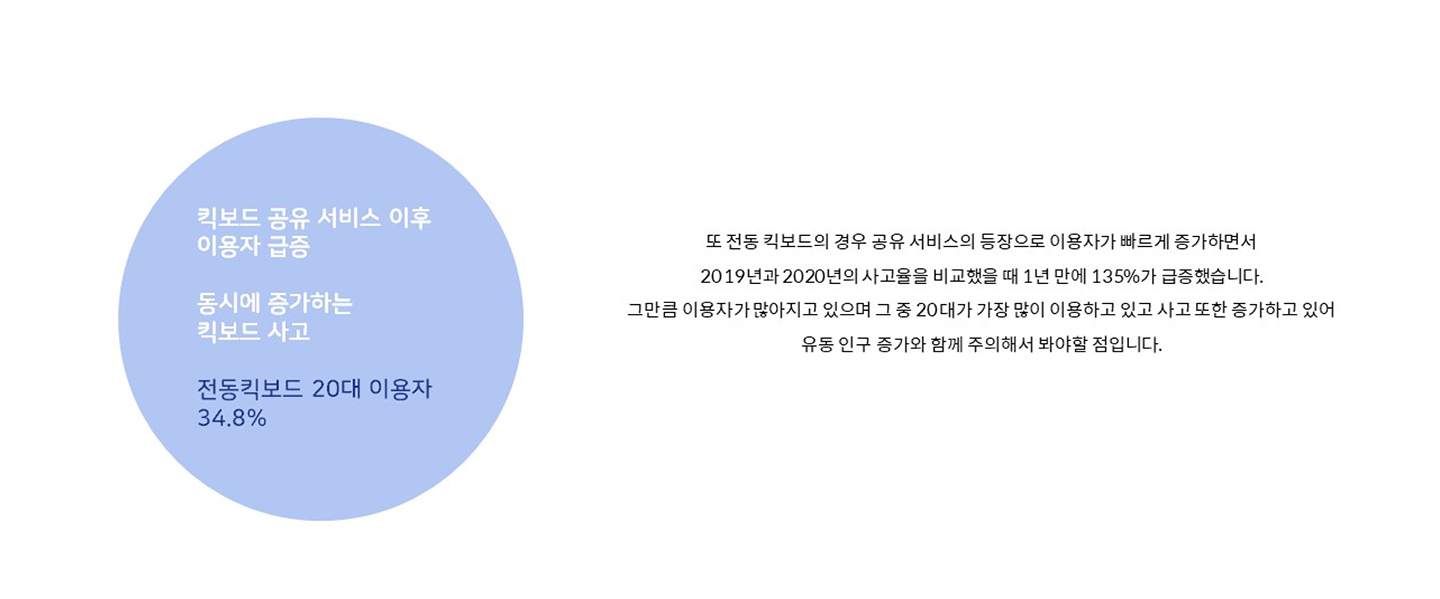 킥보드 공유 서비스 이후
이용자 급증
동시에 증가하는
킥보드 사고
전동킥보드 20대 이용자
34.8%
또 전동 킥보드의 경우 공유 서비스의 등장으로 이용자가 빠르게 증가하면서
2019년과 2020년의 사고율을 비교했을 때 1년 만에 135%가 급증했습니다.
그만큼 이용자가 많아지고 있으며 그 중 20대가 가장 많이 이용하고 있고 사고 또한 증가하고 있어
유동 인구 증가와 함께 주의해서 봐야할 점입니다.